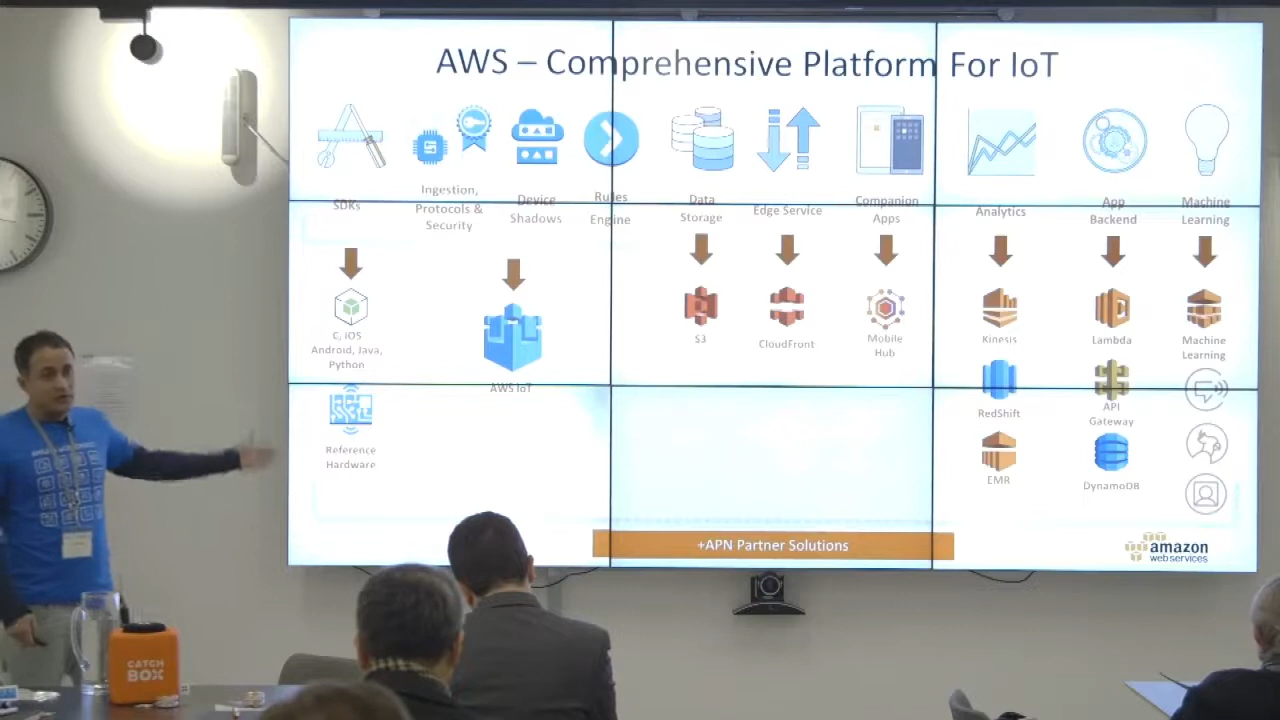 AWS – Comprehensive Platform For IoT
SDKs
Ingestion,
Protocols &
Security
Device
Shadows
Rules
Engine
Data
Storage
Edge Service
Companion
Apps
Analytics
App
Backend
Machine
Learning
C, iOS
Android, Java,
Python
AWS IoT
S3
CloudFront
Mobile
Hub
Kinesis
Lambda
Machine
Learning
RedShift
API
Gateway
Reference
Hardware
EMR
DynamoDB
+APN Partner Solutions
amazon
webservices
CATCH
BOX